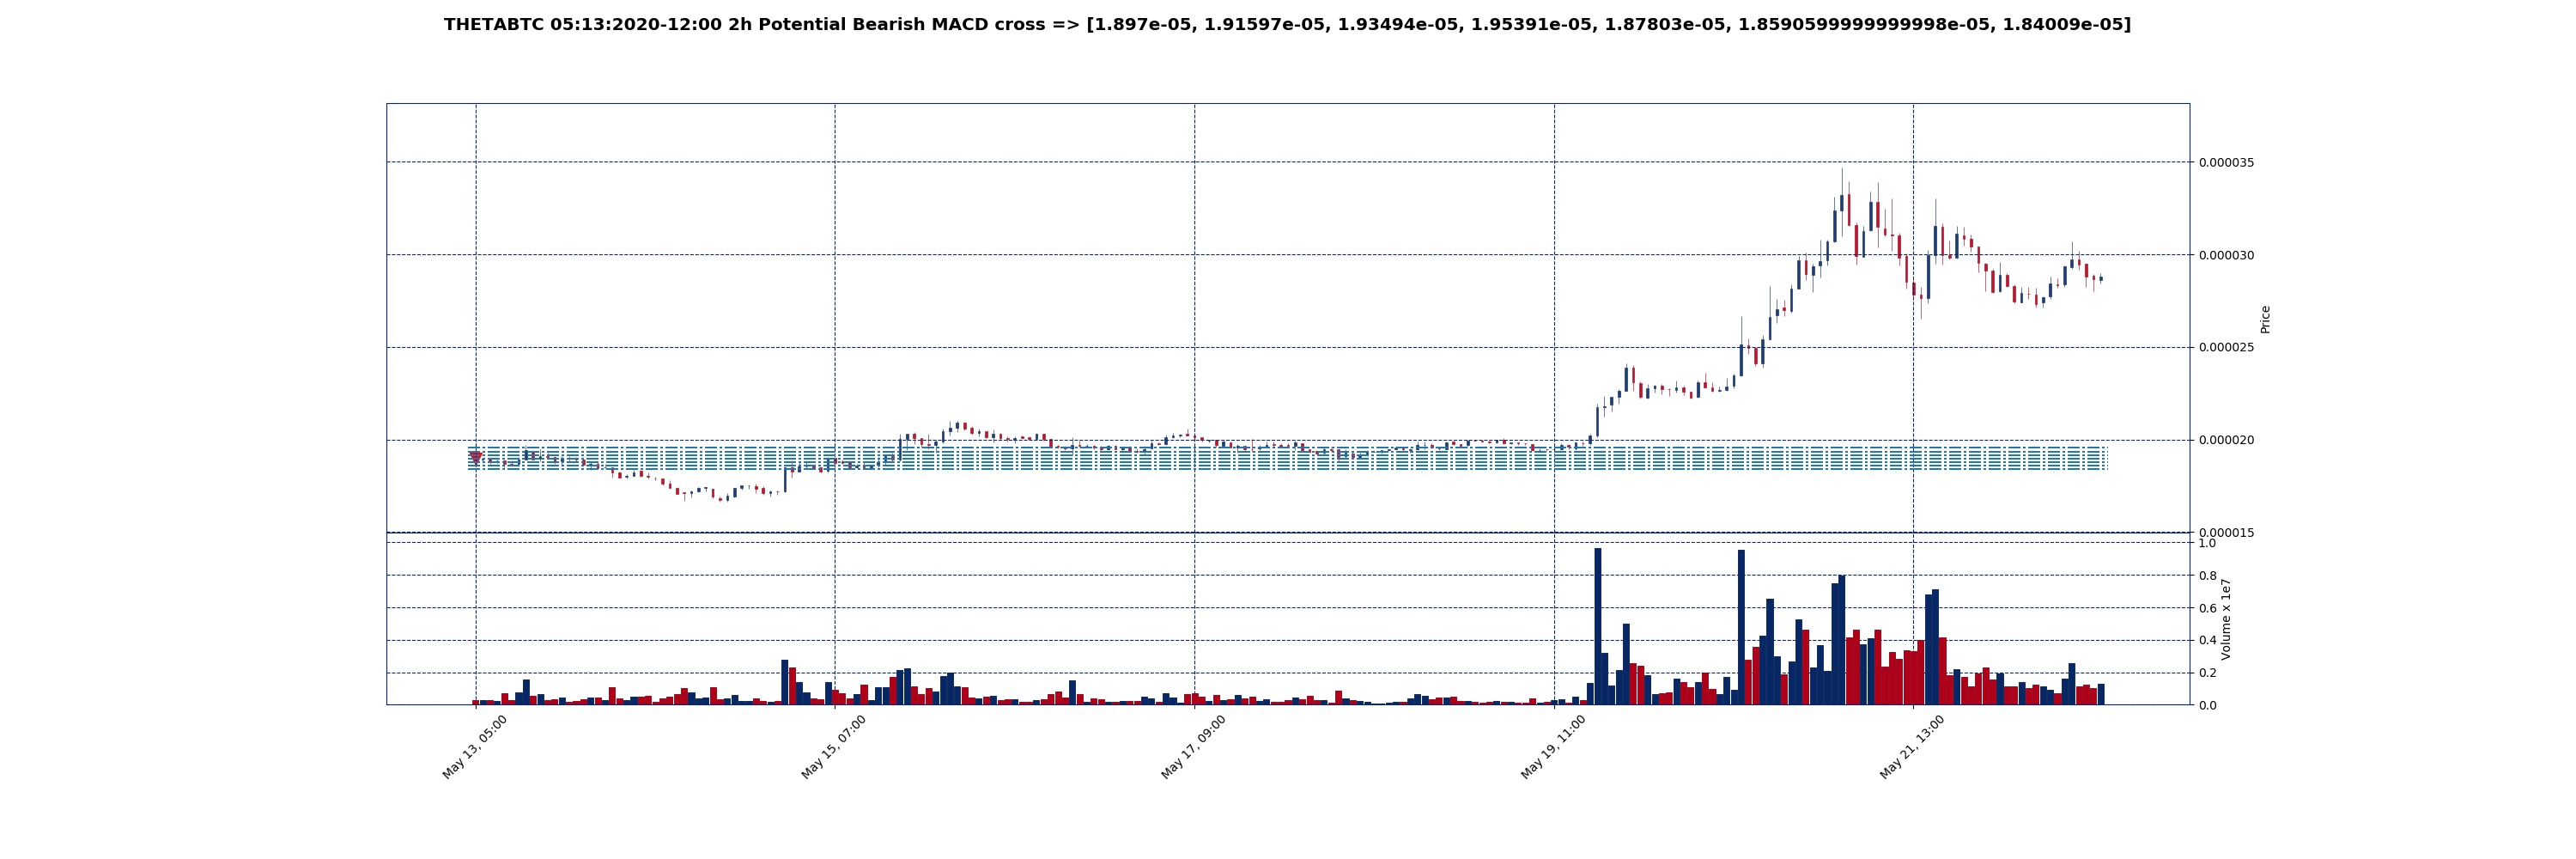 THETABTC 05:13:2020-12:00 2h Potential Bearish MACD cross => [1.897e-05, 1.91597e-05, 1.93494e-05, 1.95391e-05, 1.87803e-05, 1.8590599999999998e-05, 1.84009e-05]
0.000035
0.000030
0.000025
0.000020
0.000015
Price
1.0
0.8
0.6
0.4
0.2
0.0
Volume x 1e7
May 13, 05:00
May 15, 07:00
May 17, 09:00
May 19, 11:00
May 21, 13:00